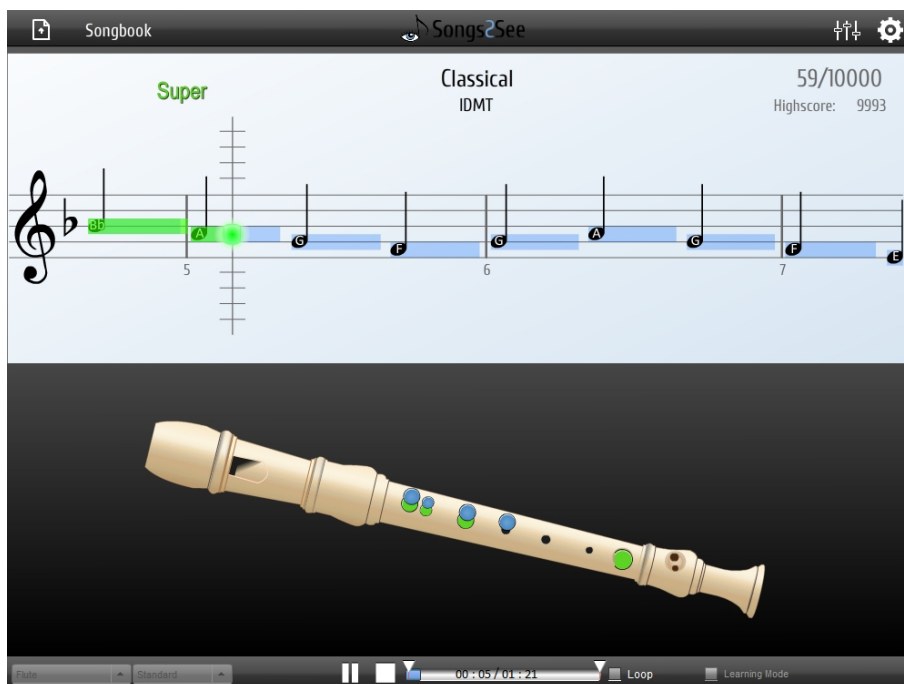 Songbook
Songs2See
Super
Classical
IDMT
59/10000
Highscore: 9993
Bb A G F G A G F E
5 6 7
Flute
Standard
00 : 05 / 01 : 21
Loop
Learning Mode